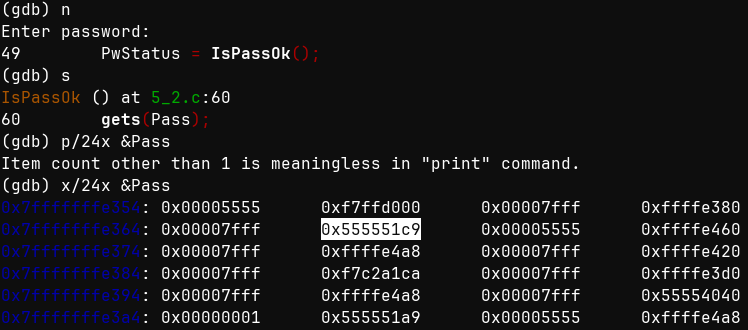 (gdb) n
Enter password:
49 PwStatus = IsPassOk();
(gdb) s
IsPassOk () at 5_2.c:60
60 gets(Pass);
(gdb) p/24x &Pass
Item count other than 1 is meaningless in "print" command.
(gdb) x/24x &Pass
0x7fffffffe354: 0x00005555 0xf7ffd000 0x00007fff 0xffffe380
0x7fffffffe364: 0x00007fff 0x555551c9 0x00005555 0xffffe460
0x7fffffffe374: 0x00007fff 0xffffe4a8 0x00007fff 0xffffe420
0x7fffffffe384: 0x00007fff 0xf7c2a1ca 0x00007fff 0xffffe3d0
0x7fffffffe394: 0x00007fff 0xffffe4a8 0x00007fff 0x55554040
0x7fffffffe3a4: 0x00000001 0x555551a9 0x00005555 0xffffe4a8